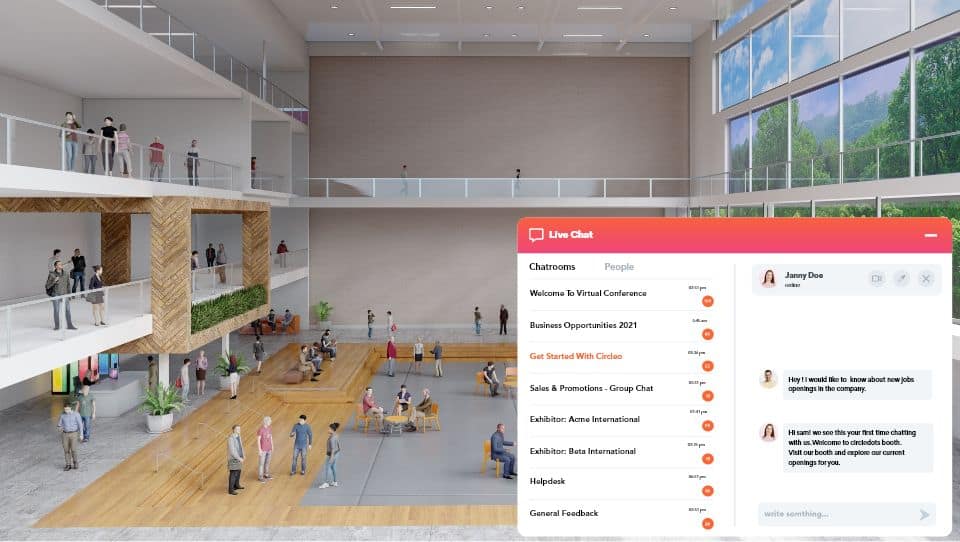 Live Chat
Chatrooms
People
Welcome To Virtual Conference
Business Opportunities 2021
Get Started With Circleo
Sales & Promotions - Group Chat
Exhibitor: Acme International
Exhibitor: Beta International
Helpdesk
General Feedback
Janny Doe
online
Hey! I would like to know about new jobs
openings in the company.
Hi sam! we see this your first time chatting
with us.Welcome to circledots booth.
Visit our booth and explore our current
openings for you.
write somthing...